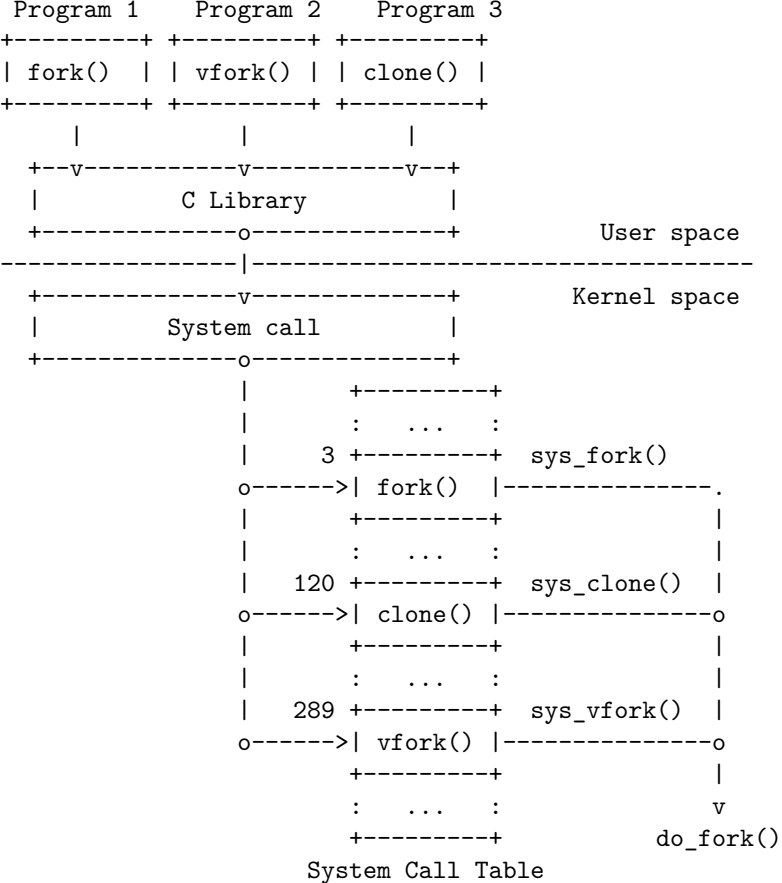 Program 1 Program 2 Program 3
fork() vfork() clone()
C Library
User space
Kernel space
System call
...
3 sys_fork()
fork()
...
120 sys_clone()
clone()
...
289 sys_vfork()
vfork()
...
do_fork()
System Call Table